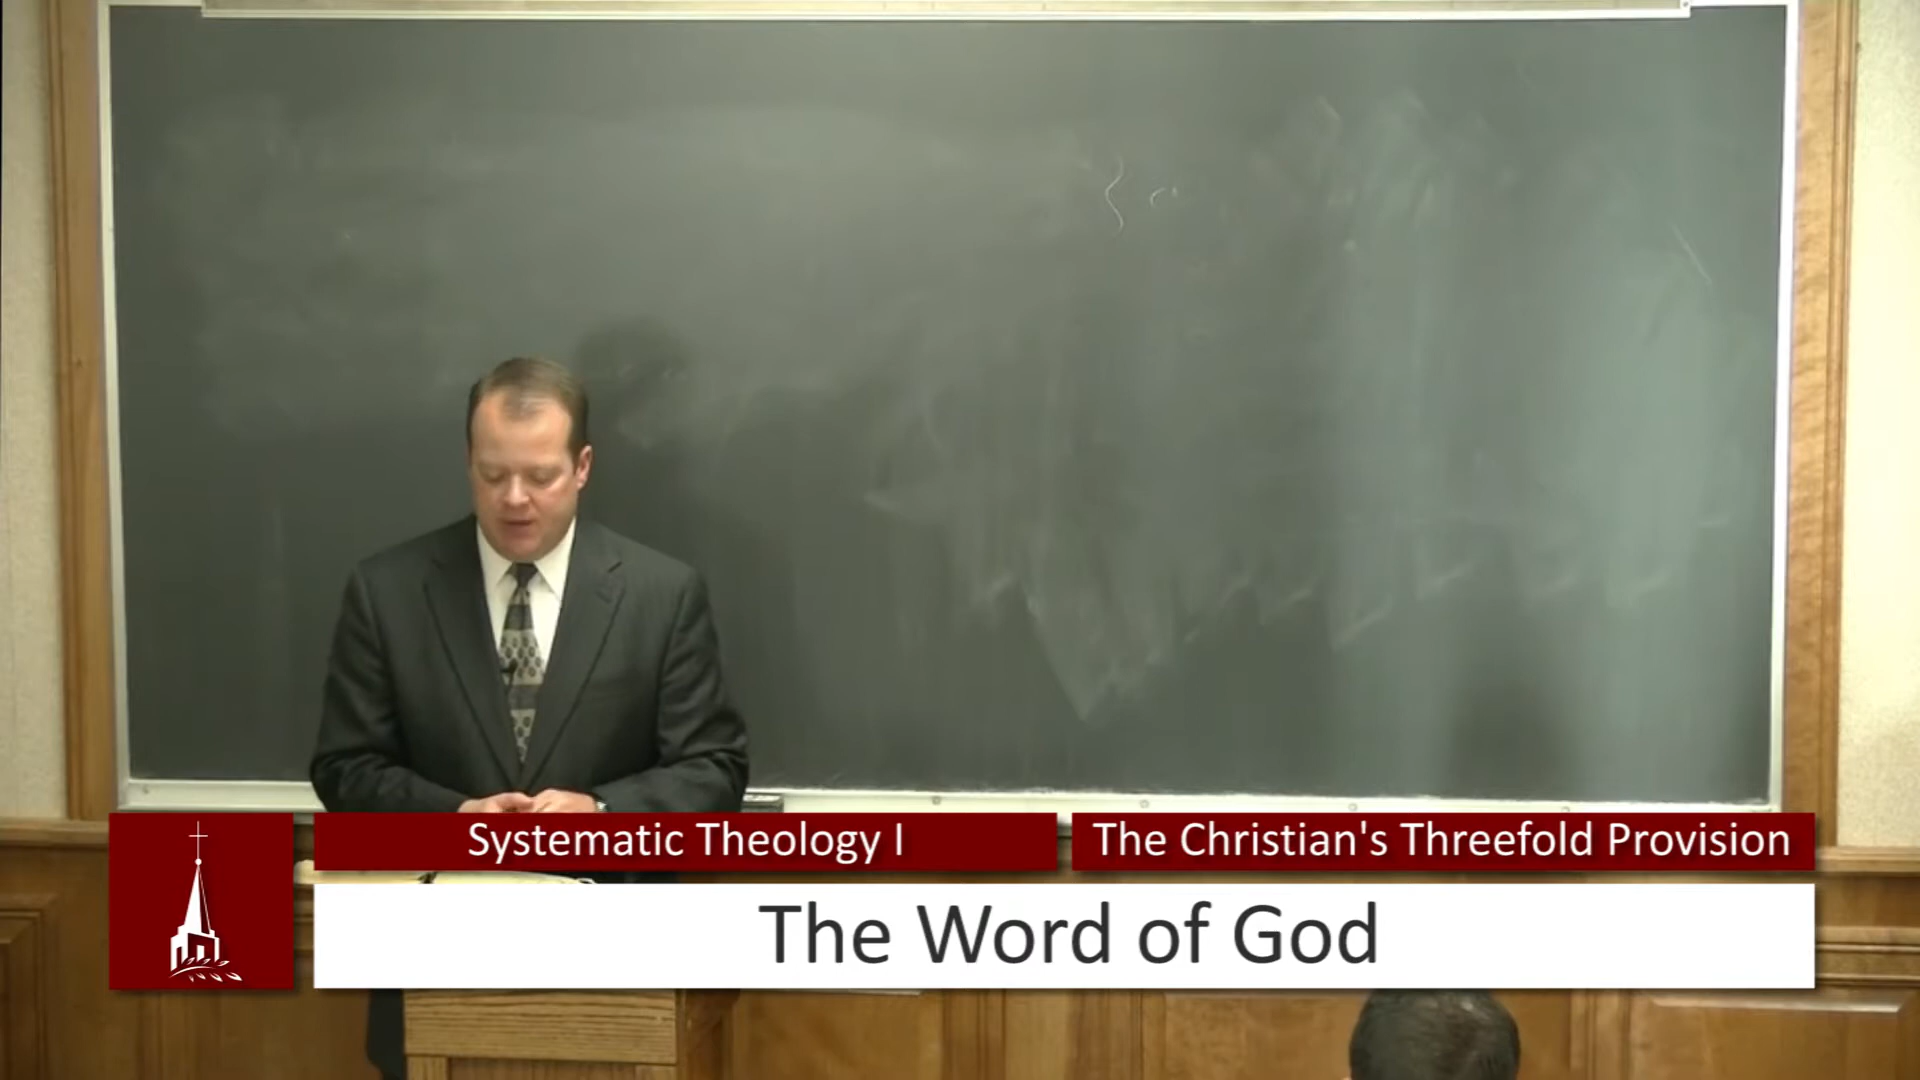 Systematic Theology I
The Christian's Threefold Provision
The Word of God